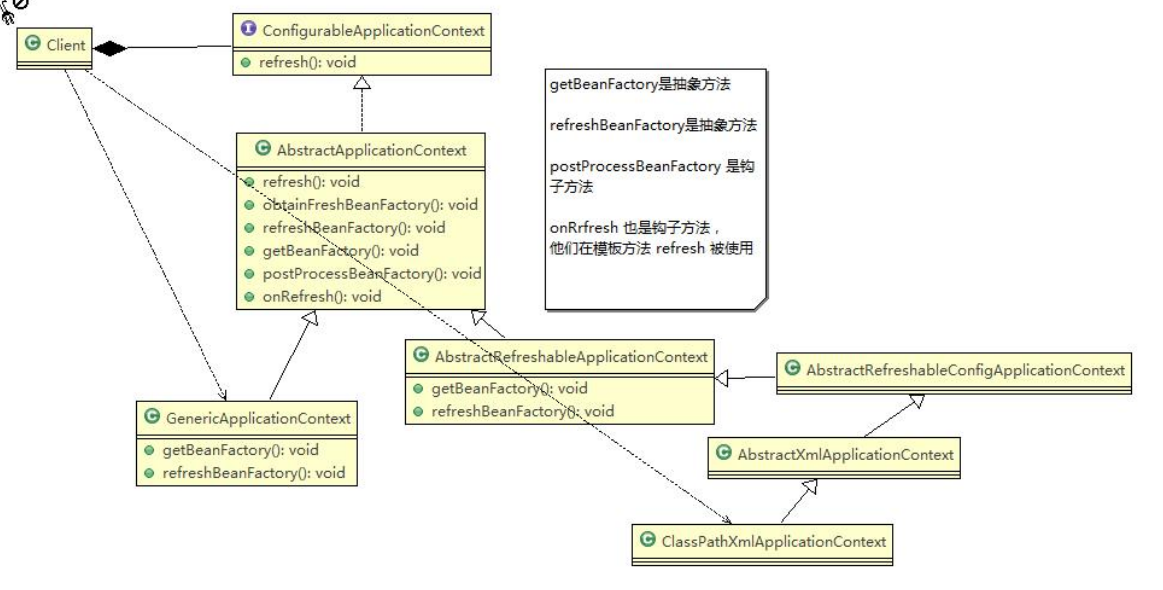 Client
ConfigurableApplicationContext
refresh(): void
AbstractApplicationContext
refresh(): void
obtainFreshBeanFactory(): void
refreshBeanFactory(): void
getBeanFactory(): void
postProcessBeanFactory(): void
onRefresh(): void
getBeanFactory是抽象方法
refreshBeanFactory是抽象方法
postProcessBeanFactory 是钩
子方法
onRrfresh 也是钩子方法，
他们在模板方法 refresh 被使用
AbstractRefreshableApplicationContext
getBeanFactory(): void
refreshBeanFactory(): void
AbstractRefreshableConfigApplicationContext
GenericApplicationContext
getBeanFactory(): void
refreshBeanFactory(): void
AbstractXmlApplicationContext
ClassPathXmlApplicationContext